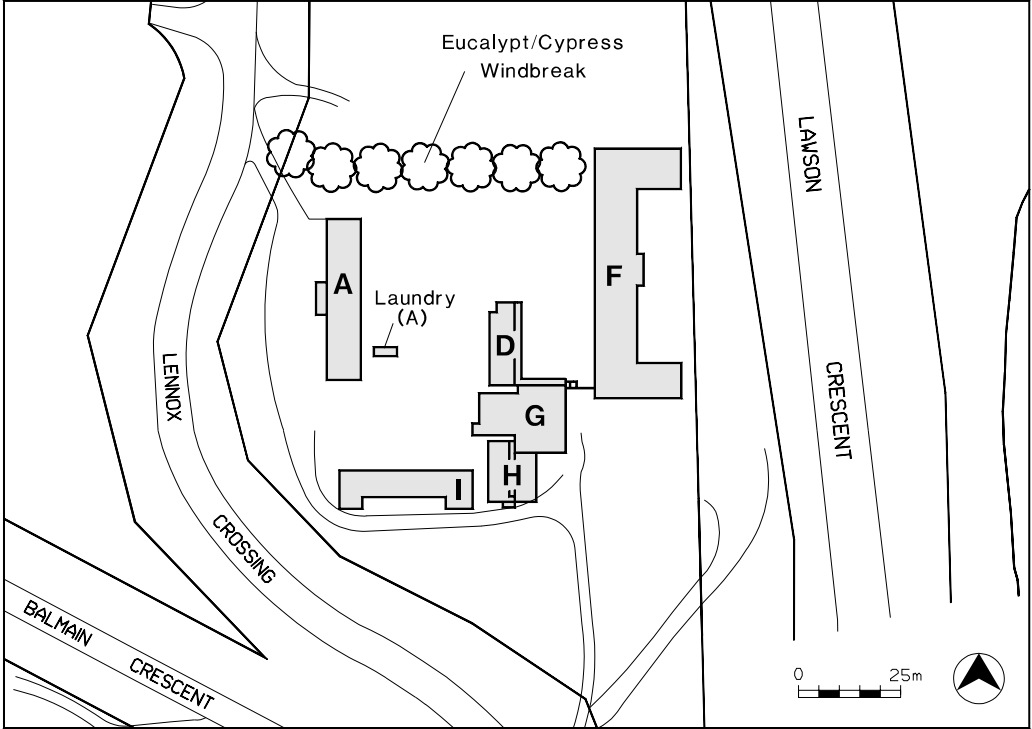 Eucalypt/Cypress
Windbreak
LAWSON
A
F
Laundry
(A)
D
LENNOX
CRESCENT
G
H
I
CROSSING
BALMAIN
CRESCENT
0
25m